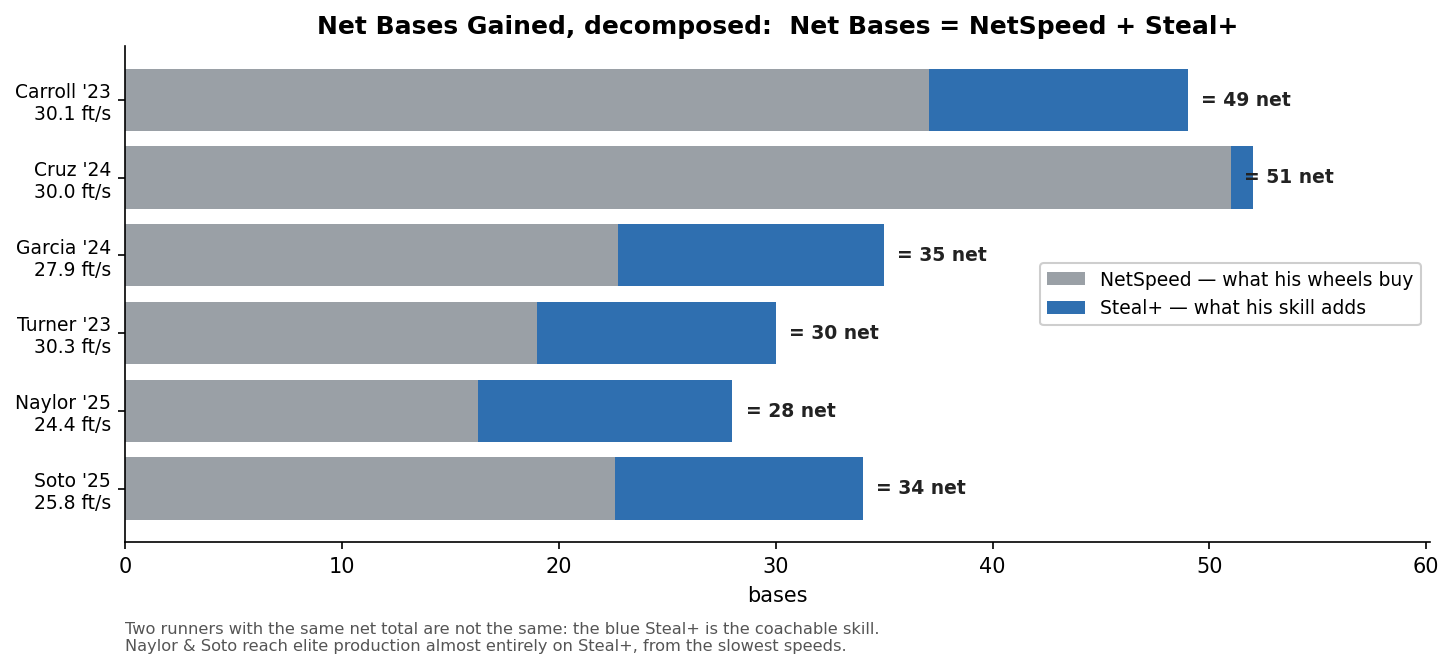 Net Bases Gained, decomposed:  Net Bases = NetSpeed + Steal+
Carroll '23
30.1 ft/s
= 49 net
Cruz '24
30.0 ft/s
= 51 net
Garcia '24
27.9 ft/s
= 35 net
NetSpeed — what his wheels buy
Steal+ — what his skill adds
Turner '23
30.3 ft/s
= 30 net
Naylor '25
24.4 ft/s
= 28 net
Soto '25
25.8 ft/s
= 34 net
0 10 20 30 40 50 60
bases
Two runners with the same net total are not the same: the blue Steal+ is the coachable skill.
Naylor & Soto reach elite production almost entirely on Steal+, from the slowest speeds.